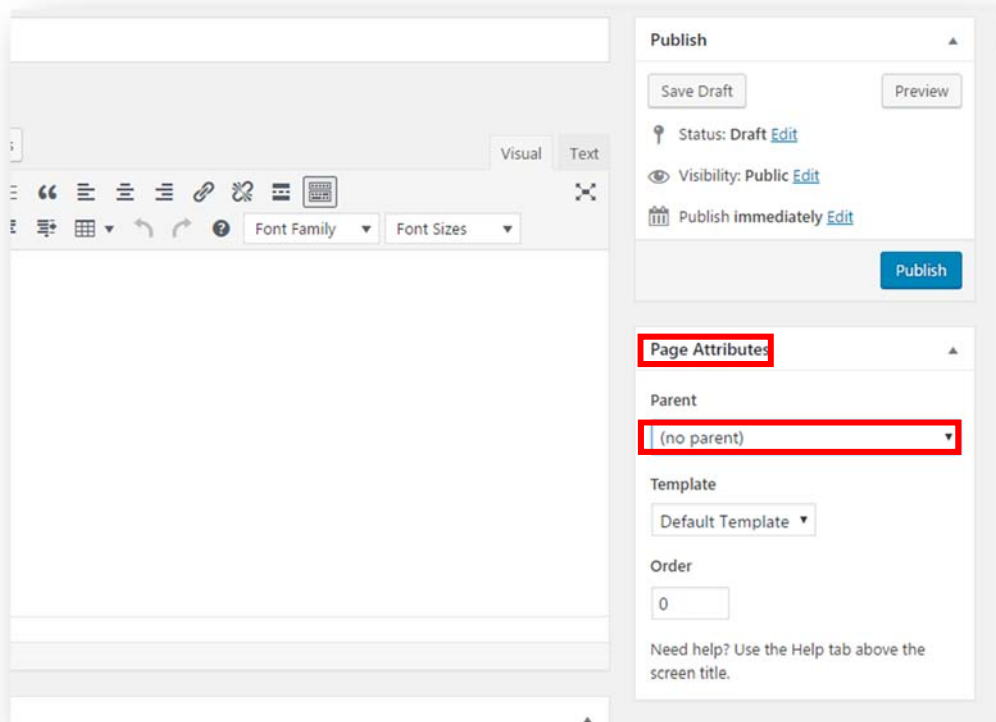 Publish
Save Draft
Preview
Status: Draft Edit
Visibility: Public Edit
Publish immediately Edit
Publish
Visual
Text
Font Family
Font Sizes
Page Attributes
Parent
(no parent)
Template
Default Template
Order
0
Need help? Use the Help tab above the
screen title.